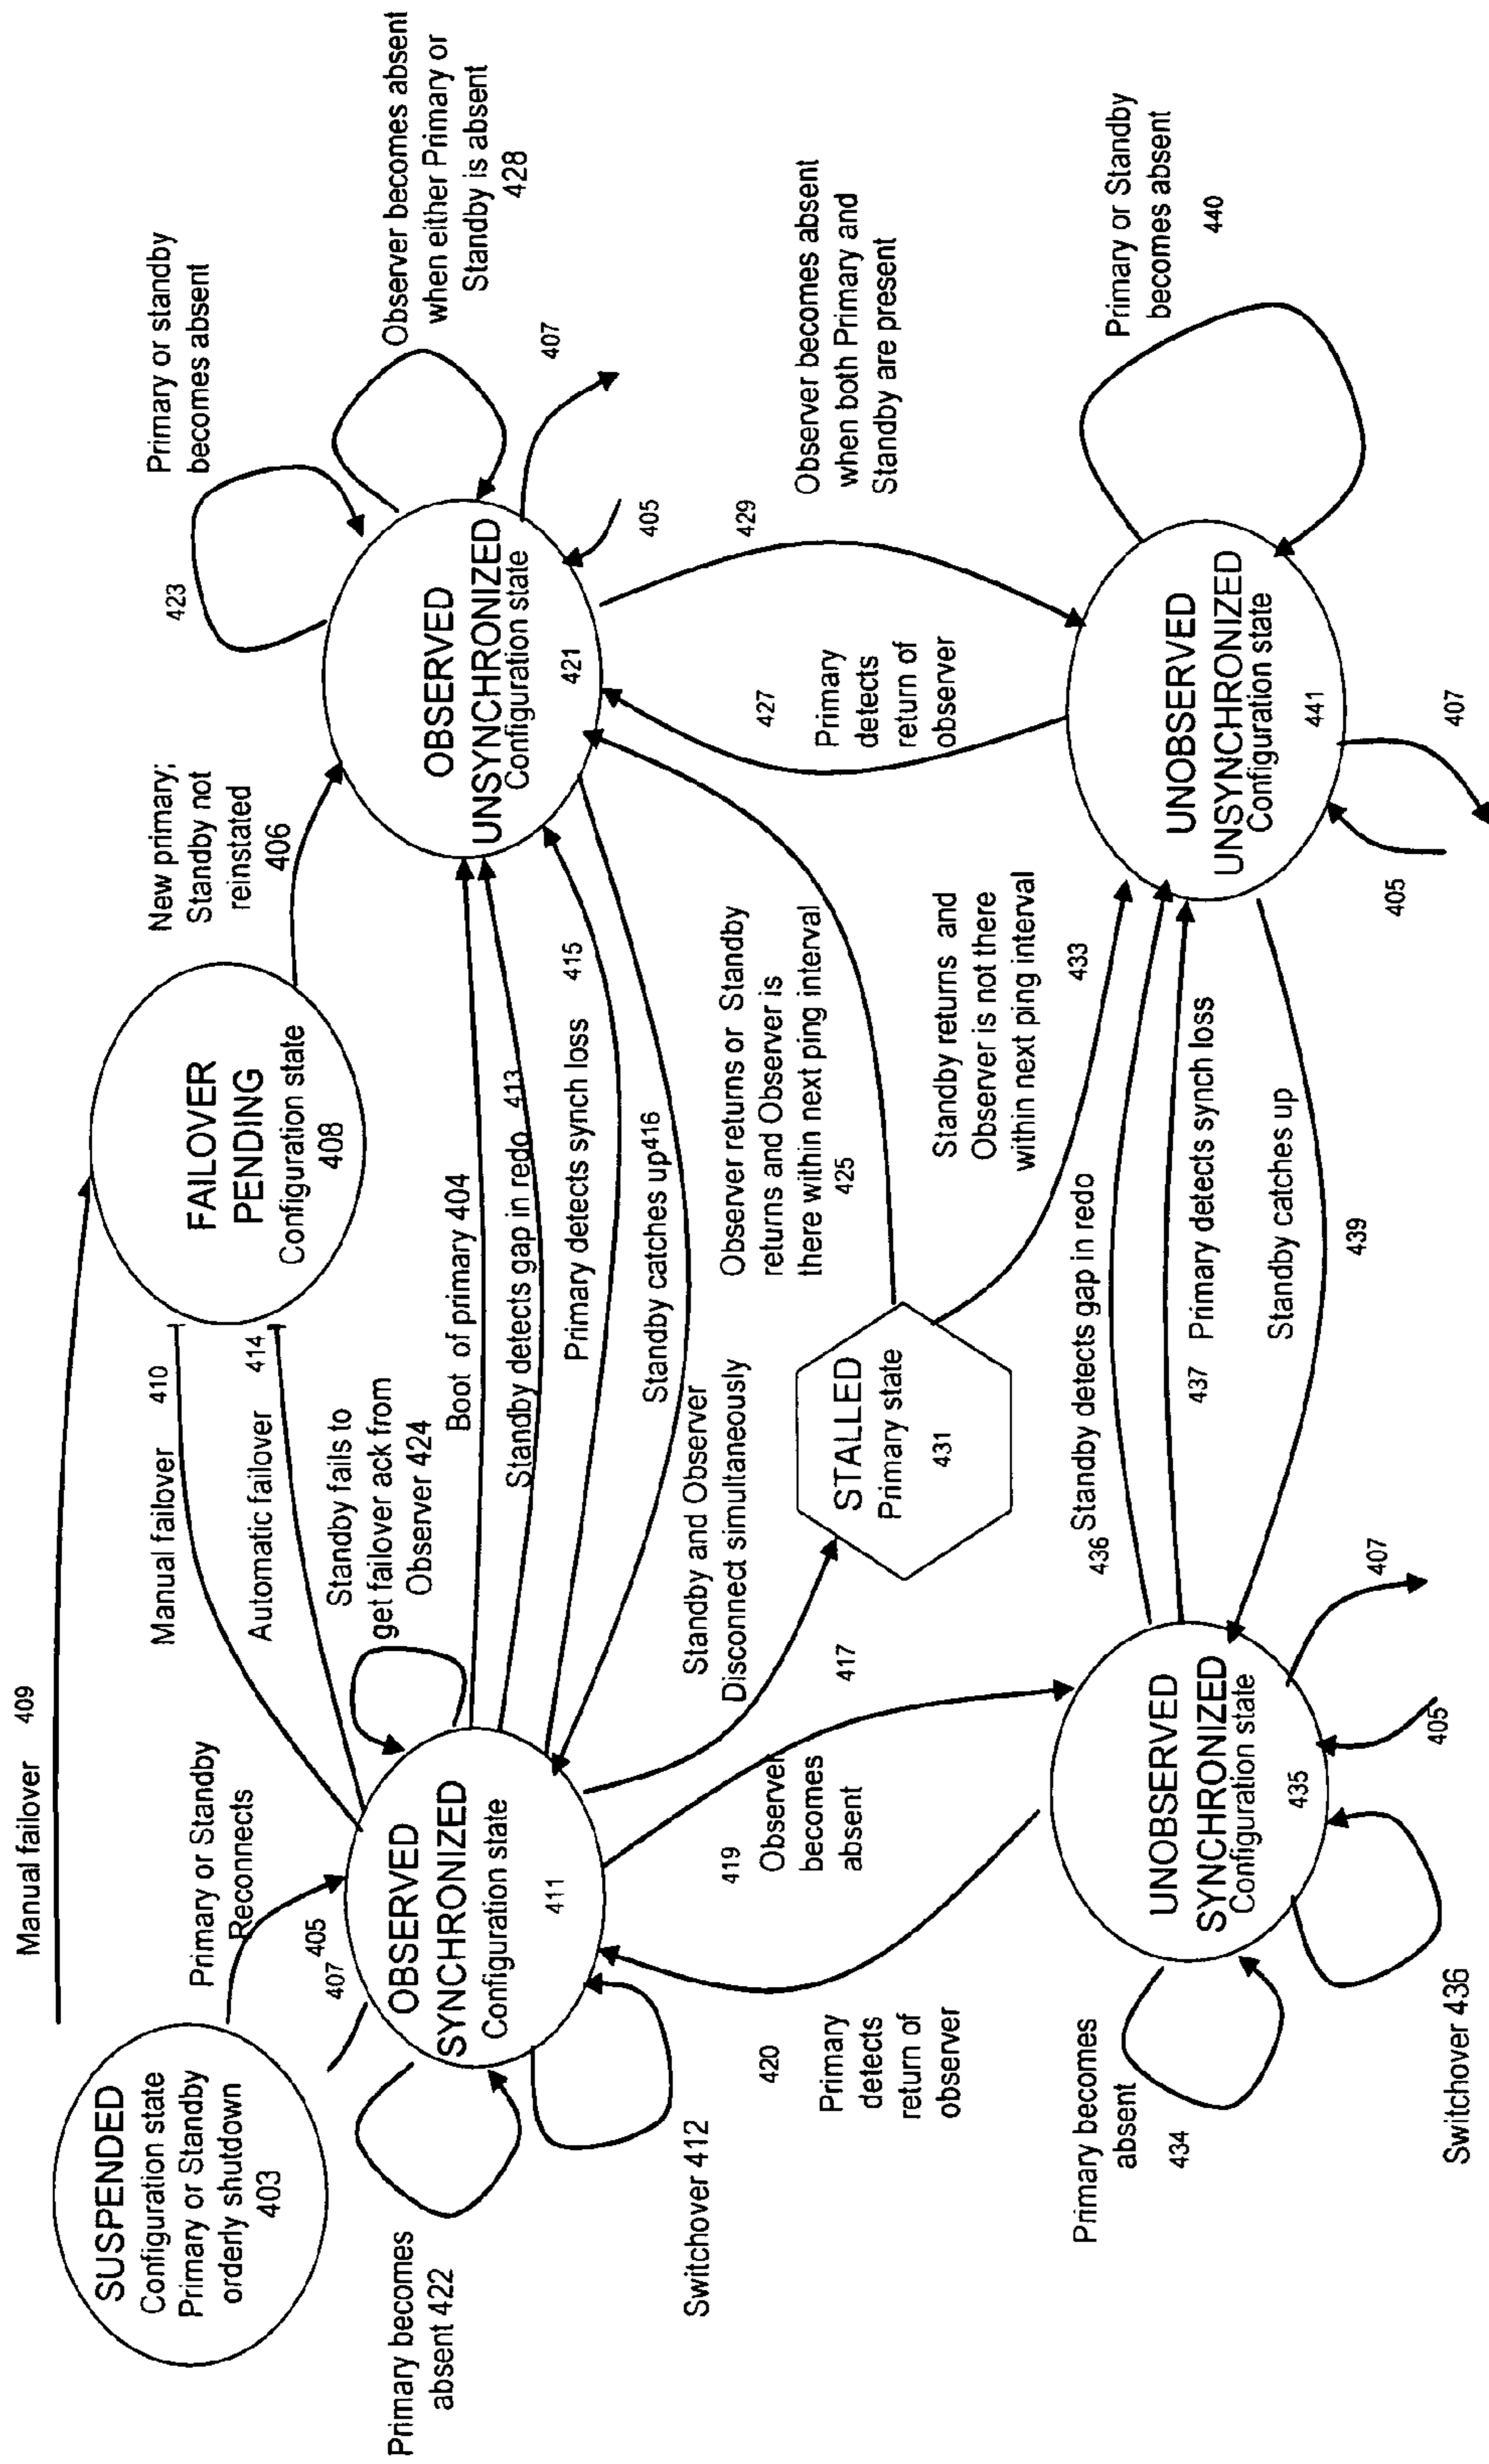 Manual failover 409
SUSPENDED
Configuration state
Primary or Standby
orderly shutdown
403
Primary or Standby
Reconnects
405
407
Manual failover 410
Automatic failover 414
FAILOVER
PENDING
Configuration state
408
New primary;
Standby not
reinstated
406
Primary or standby
becomes absent
423
Observer becomes absent
when either Primary or
Standby is absent
428
407
405
OBSERVED
UNSYNCHRONIZED
Configuration state
421
Standby fails to
get failover ack from
Observer 424
Boot of primary 404
Standby detects gap in redo 413
Primary detects synch loss 415
Standby catches up 416
OBSERVED
SYNCHRONIZED
Configuration state
411
Primary becomes
absent 422
Switchover 412
Standby and Observer
Disconnect simultaneously
417
STALLED
Primary state
431
Observer returns or Standby
returns and Observer is
there within next ping interval
425
427
Primary
detects
return of
observer
429
Observer becomes absent
when both Primary and
Standby are present
419 Observer
becomes
absent
420
Primary
detects
return of
observer
Standby returns and
Observer is not there
within next ping interval
433
436 Standby detects gap in redo
437 Primary detects synch loss
Standby catches up
439
UNOBSERVED
SYNCHRONIZED
Configuration state
435
Primary becomes
absent
434
Switchover 436
405
407
UNOBSERVED
UNSYNCHRONIZED
Configuration state
441
Primary or Standby
becomes absent
440
405
407